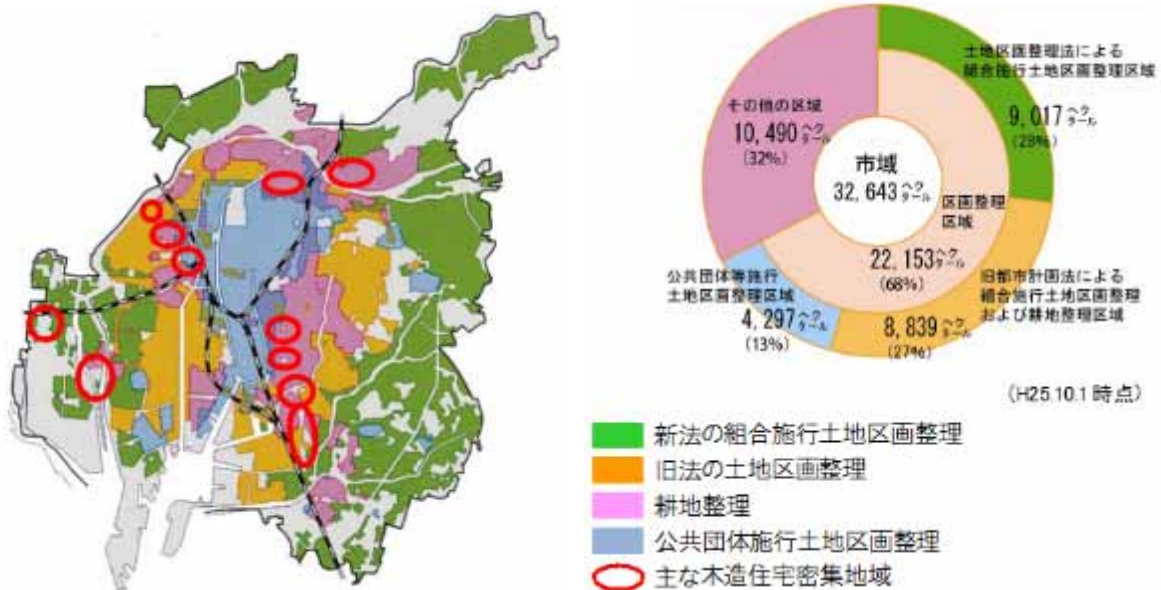 土地区画整理法による
組合施行土地区画整理区域
9,017ヘクタール
(28%)
その他の区域
10,490ヘクタール
(32%)
市域
32,643ヘクタール
区画整理
区域
22,153ヘクタール
(68%)
公共団体等施行
土地区画整理区域
4,297ヘクタール
(13%)
旧都市計画法による
組合施行土地区画整理
および耕地整理区域
8,839ヘクタール
(27%)
(H25.10.1時点)
新法の組合施行土地区画整理
旧法の土地区画整理
耕地整理
公共団体施行土地区画整理
主な木造住宅密集地域